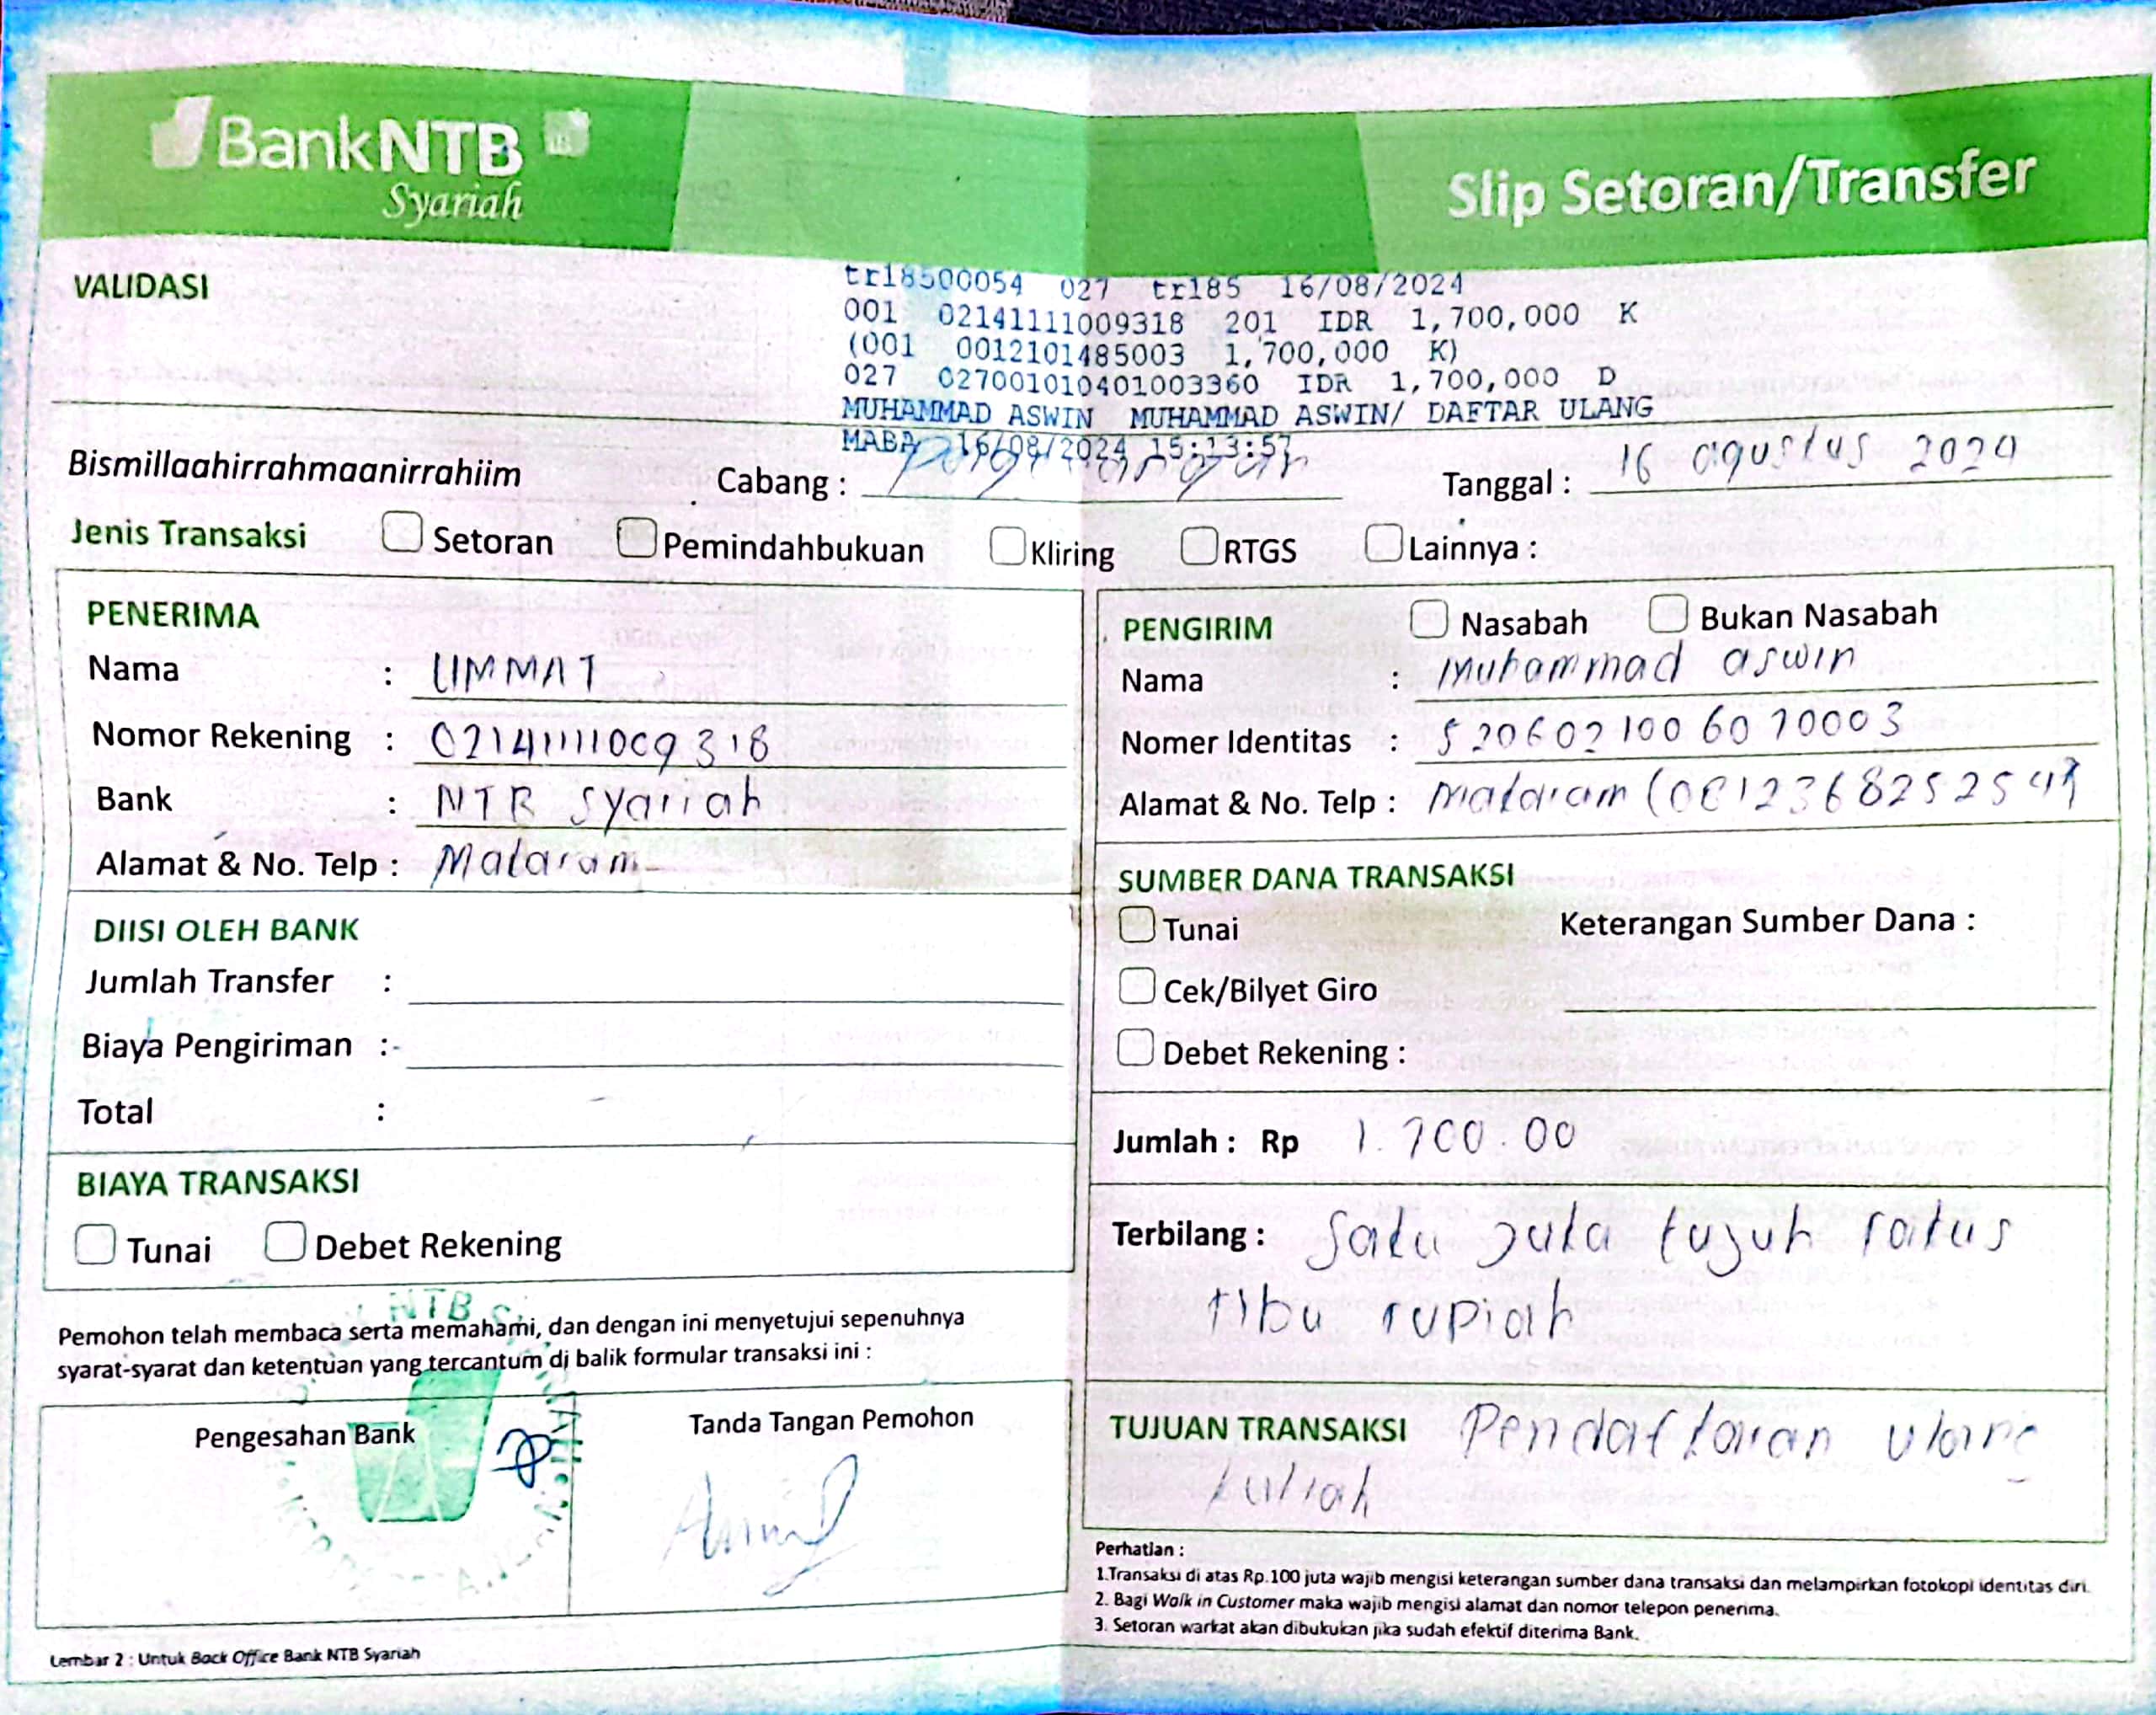 BankNTB
Syariah
Slip Setoran/Transfer
VALIDASI
tr18500054 027 tr185 16/08/2024
001 02141111009318 201 IDR 1,700,000 K
(001 0012101485003 1,700,000 K)
027 027001010401003360 IDR 1,700,000 D
MUHAMMAD ASWIN MUHAMMAD ASWIN/ DAFTAR ULANG
MABA 16/08/2024 15:13:57
Bismillaahirrahmaanirrahiim
Cabang :
Tanggal : 16 agustus 2024
Jenis Transaksi Setoran Pemindahbukuan Kliring RTGS Lainnya :
PENERIMA
Nama : UMMAT
Nomor Rekening : 02141111009318
Bank : NTB Syariah
Alamat & No. Telp : Mataram
DIISI OLEH BANK
Jumlah Transfer :
Biaya Pengiriman :
Total :
BIAYA TRANSAKSI
Tunai Debet Rekening
PENGIRIM Nasabah Bukan Nasabah
Nama : Muhammad aswin
Nomer Identitas : 5206021006070003
Alamat & No. Telp : Mataram
SUMBER DANA TRANSAKSI
Tunai Keterangan Sumber Dana :
Cek/Bilyet Giro
Debet Rekening :
Jumlah : Rp 1.700.00
Terbilang : Satu Juta tujuh ratus
ribu rupiah
TUJUAN TRANSAKSI Pendaftaran ulang
kuliah
NTB
Pemohon telah membaca serta memahami, dan dengan ini menyetujui sepenuhnya
syarat-syarat dan ketentuan yang tercantum di balik formular transaksi ini :
Pengesahan Bank
Tanda Tangan Pemohon
Perhatian :
1.Transaksi di atas Rp.100 juta wajib mengisi keterangan sumber dana transaksi dan melampirkan fotokopi identitas diri.
2. Bagi Walk in Customer maka wajib mengisi alamat dan nomor telepon penerima.
3. Setoran warkat akan dibukukan jika sudah efektif diterima Bank.
Lembar 2 : Untuk Back Office Bank NTB Syariah